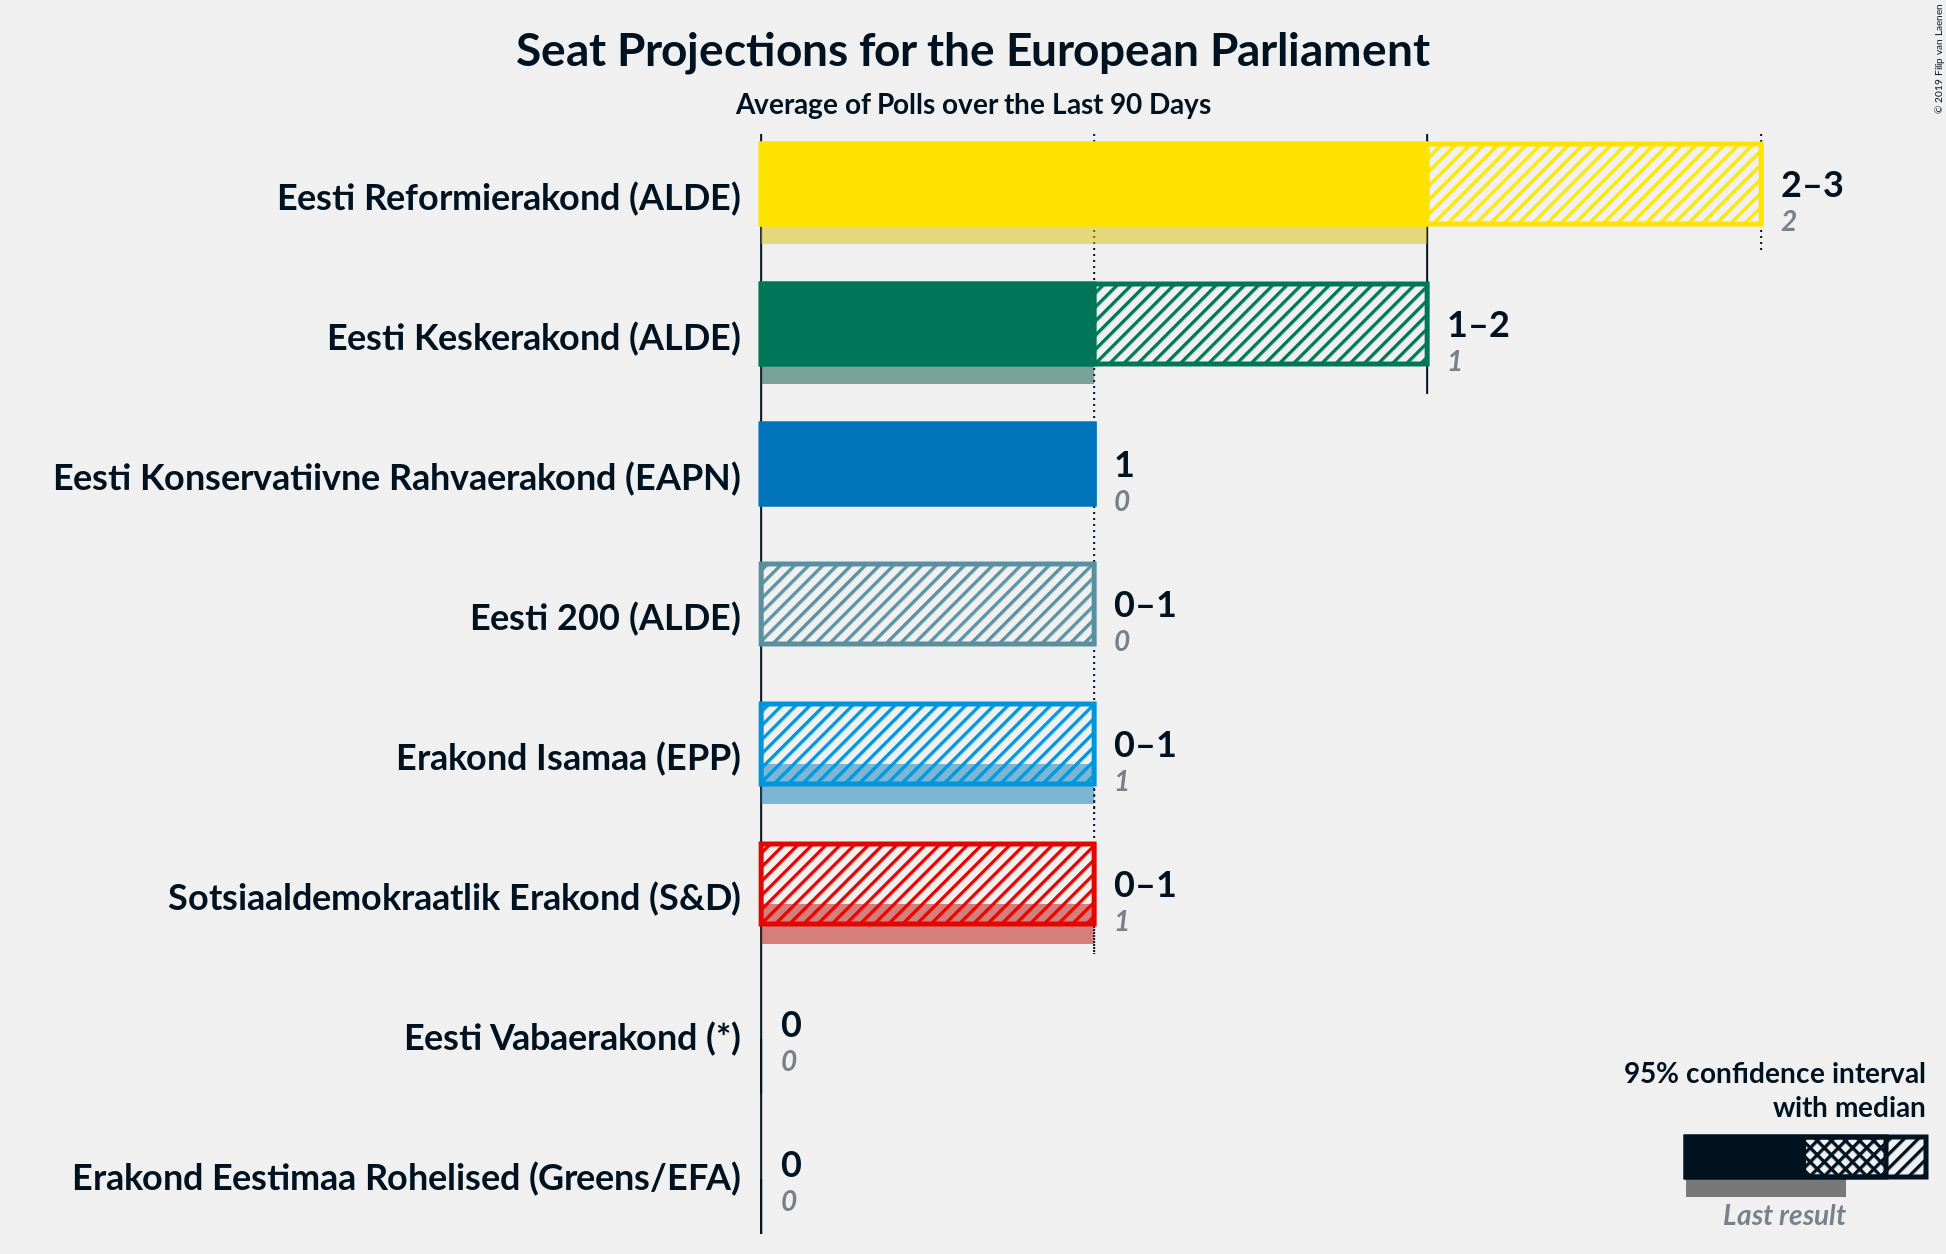 Seat Projections for the European Parliament
Average of Polls over the Last 90 Days
© 2019 Filip van Laenen
Eesti Reformierakond (ALDE)
2–3
2
Eesti Keskerakond (ALDE)
1–2
1
Eesti Konservatiivne Rahvaerakond (EAPN)
1
0
Eesti 200 (ALDE)
0–1
0
Erakond Isamaa (EPP)
0–1
1
Sotsiaaldemokraatlik Erakond (S&D)
0–1
1
Eesti Vabaerakond (*)
0
0
Erakond Eestimaa Rohelised (Greens/EFA)
0
0
95% confidence interval
with median
Last result